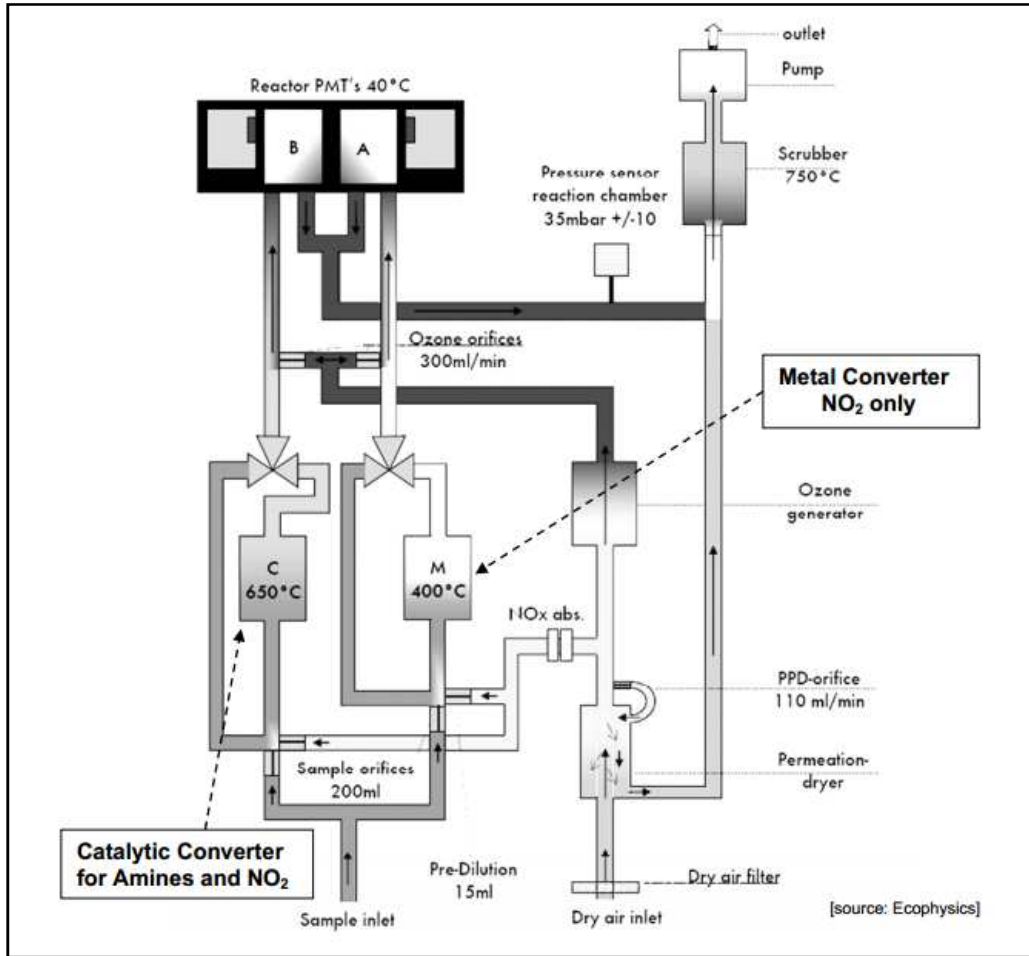 outlet
Pump
Reactor PMT's 40°C
B
A
Scrubber
750°C
Pressure sensor
reaction chamber
35mbar +/-10
Ozone orifices
300ml/min
Metal Converter
NO₂ only
Ozone
generator
C
650°C
M
400°C
NOx abs.
PPD-orifice
110 ml/min
Sample orifices
200ml
Permeation-
dryer
Catalytic Converter
for Amines and NO₂
Pre-Dilution
15ml
Dry air filter
Sample inlet
Dry air inlet
[source: Ecophysics]